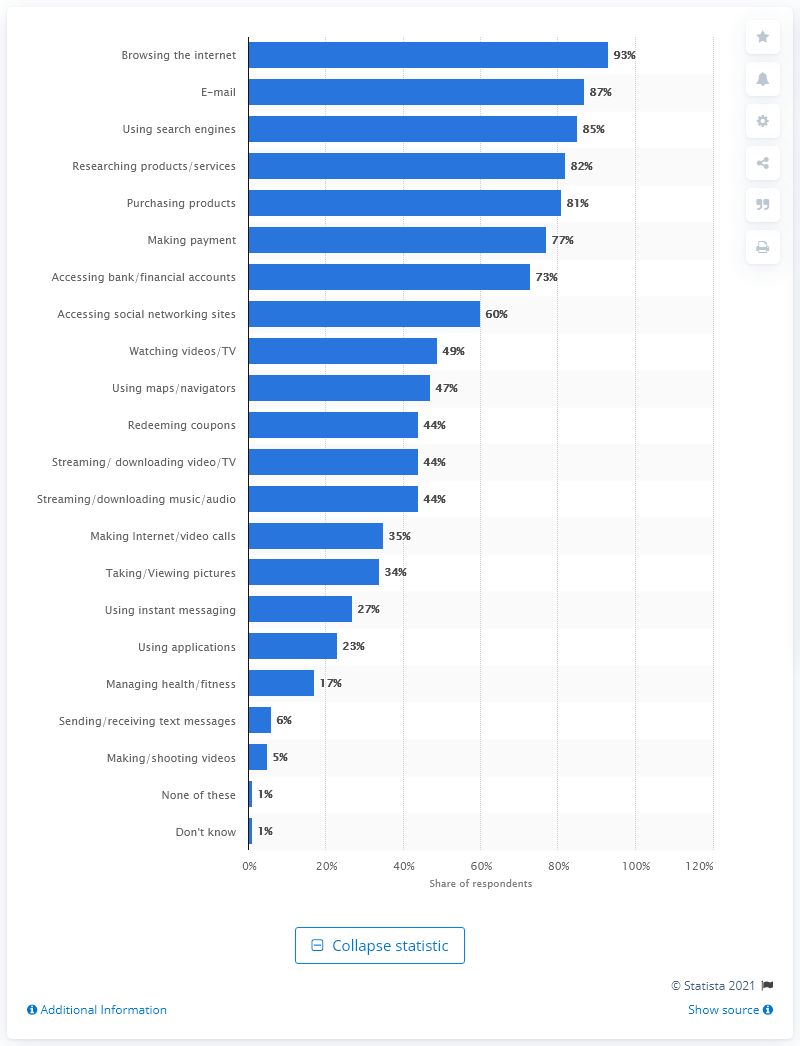 Browsing the internet 93%
E-mail 87%
Using search engines 85%
Researching products/services 82%
Purchasing products 81%
Making payment 77%
Accessing bank/financial accounts 73%
Accessing social networking sites 60%
Watching videos/TV 49%
Using maps/navigators 47%
Redeeming coupons 44%
Streaming/ downloading video/TV 44%
Streaming/downloading music/audio 44%
Making Internet/video calls 35%
Taking/Viewing pictures 34%
Using instant messaging 27%
Using applications 23%
Managing health/fitness 17%
Sending/receiving text messages 6%
Making/shooting videos 5%
None of these 1%
Don't know 1%
0% 20% 40% 60% 80% 100% 120%
Share of respondents
Collapse statistic
© Statista 2021
Additional Information Show source